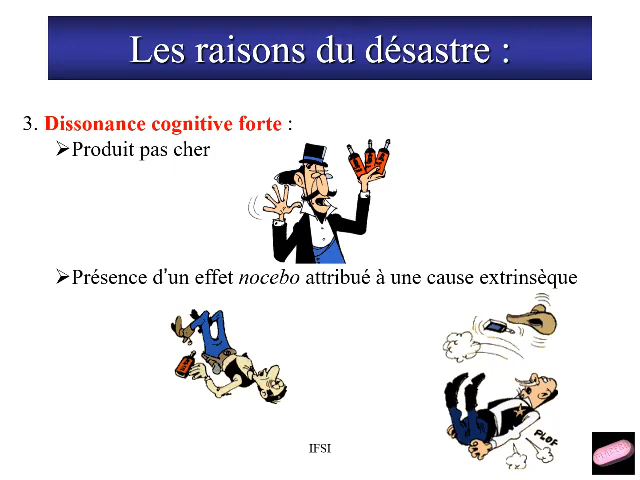 Les raisons du désastre :
3. Dissonance cognitive forte :
➢Produit pas cher
➢Présence d'un effet nocebo attribué à une cause extrinsèque
PLOF
IFSI